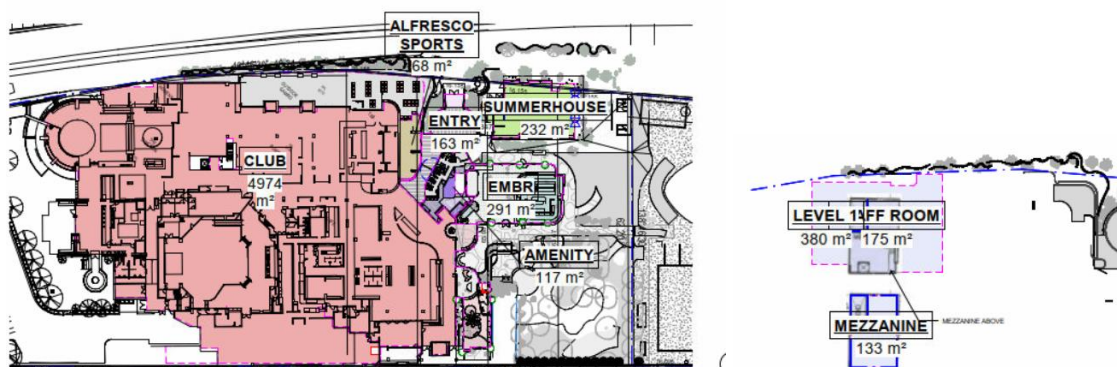 ALFRESCO
SPORTS
68 m²
SUMMERHOUSE
232 m²
ENTRY
163 m²
CLUB
4974
m²
EMBR
291 m²
AMENITY
117 m²
LEVEL 1
AFF ROOM
380 m²
175 m²
MEZZANINE
133 m²
MEZZANINE ABOVE